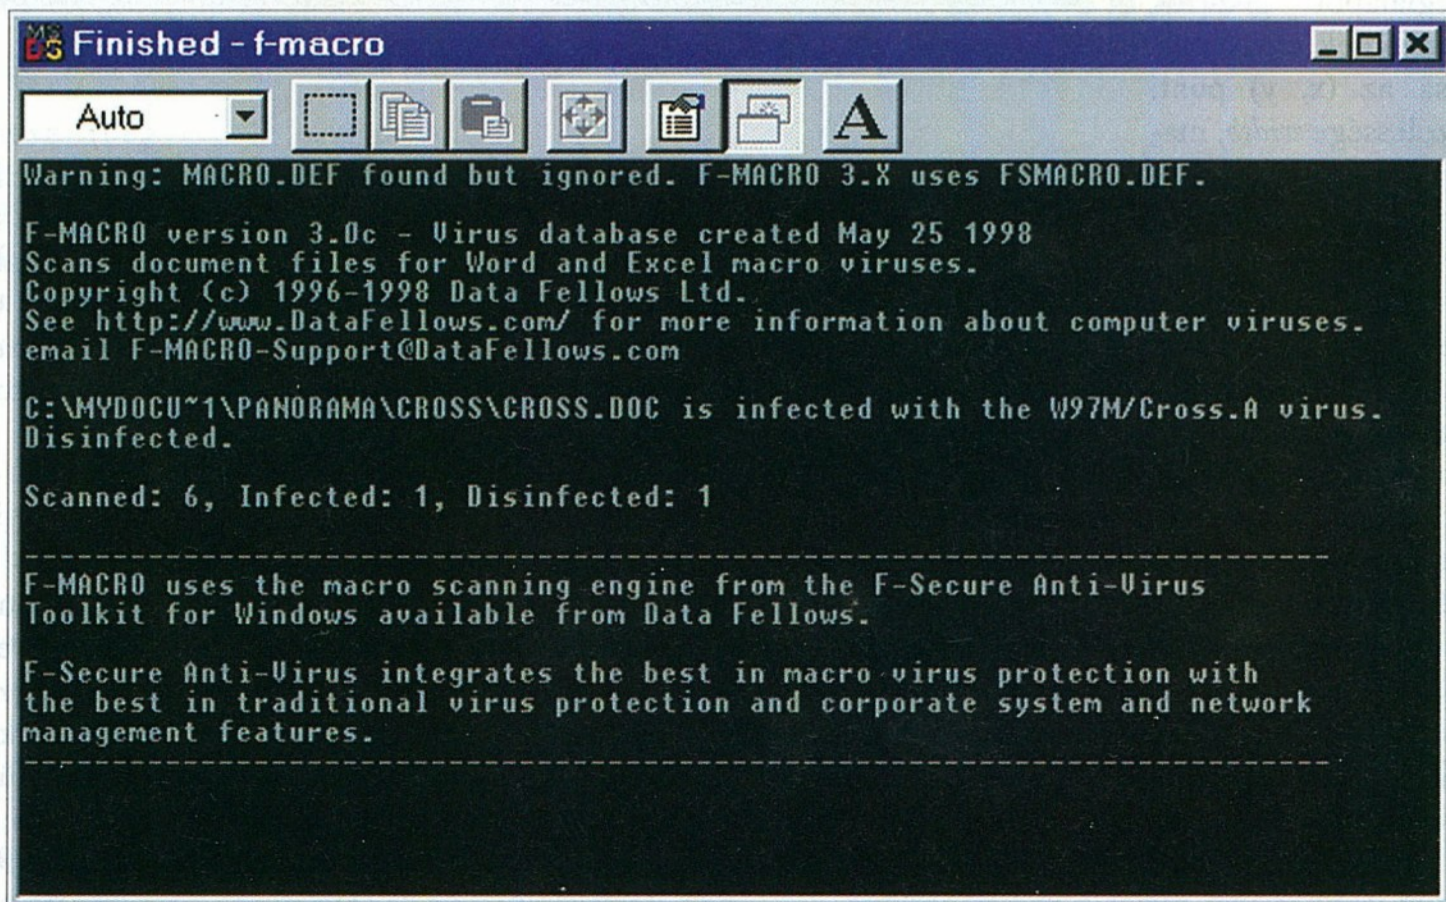 Finished - f-macro
Auto
A
Warning: MACRO.DEF found but ignored. F-MACRO 3.X uses FSMACRO.DEF.
F-MACRO version 3.0c - Virus database created May 25 1998
Scans document files for Word and Excel macro viruses.
Copyright (c) 1996-1998 Data Fellows Ltd.
See http://www.DataFellows.com/ for more information about computer viruses.
email F-MACRO-Support@DataFellows.com
C:\MYDOCU~1\PANORAMA\CROSS\CROSS.DOC is infected with the W97M/Cross.A virus.
Disinfected.
Scanned: 6, Infected: 1, Disinfected: 1
--------------------------------------------------------------------------
F-MACRO uses the macro scanning engine from the F-Secure Anti-Virus
Toolkit for Windows available from Data Fellows.
F-Secure Anti-Virus integrates the best in macro virus protection with
the best in traditional virus protection and corporate system and network
management features.
--------------------------------------------------------------------------